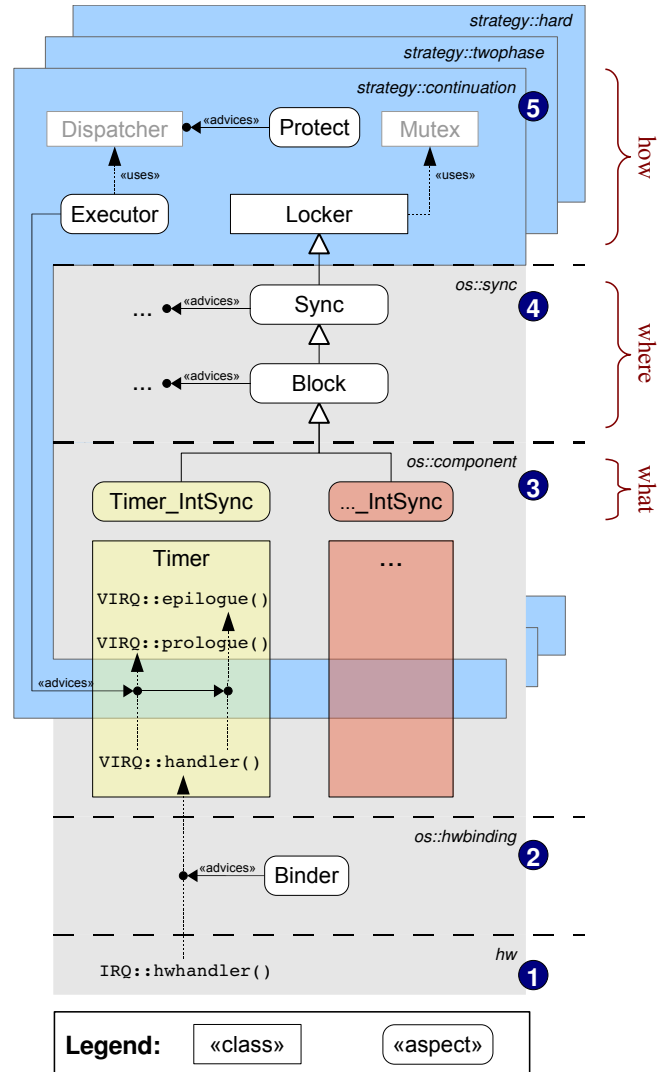 strategy::hard
strategy::twophase
strategy::continuation
5
how
«advices»
Dispatcher
Protect
Mutex
«uses»
«uses»
Executor
Locker
os::sync
4
where
«advices»
...
Sync
«advices»
...
Block
os::component
3
what
Timer_IntSync
..._IntSync
Timer
...
VIRQ::epilogue()
VIRQ::prologue()
«advices»
VIRQ::handler()
os::hwbinding
2
«advices»
Binder
hw
1
IRQ::hwhandler()
Legend: «class» «aspect»